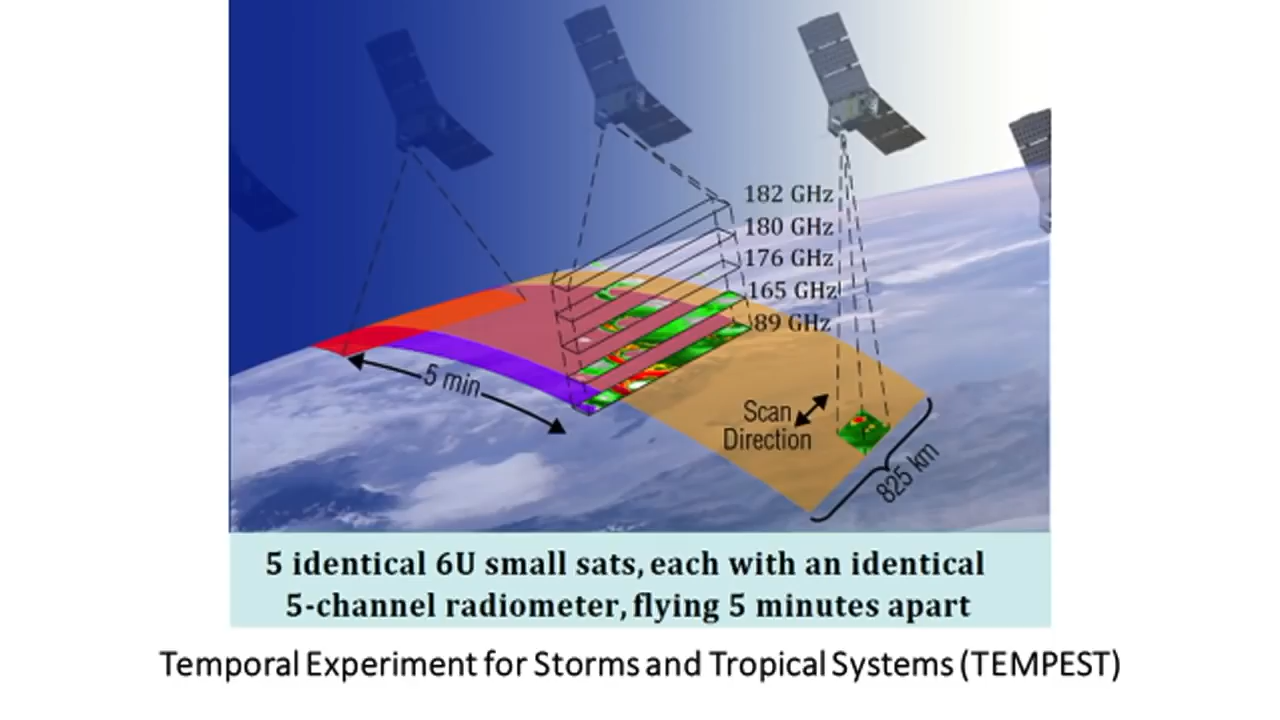 182 GHz
180 GHz
176 GHz
165 GHz
89 GHz
5 min
Scan
Direction
825 km
5 identical 6U small sats, each with an identical
5-channel radiometer, flying 5 minutes apart
Temporal Experiment for Storms and Tropical Systems (TEMPEST)